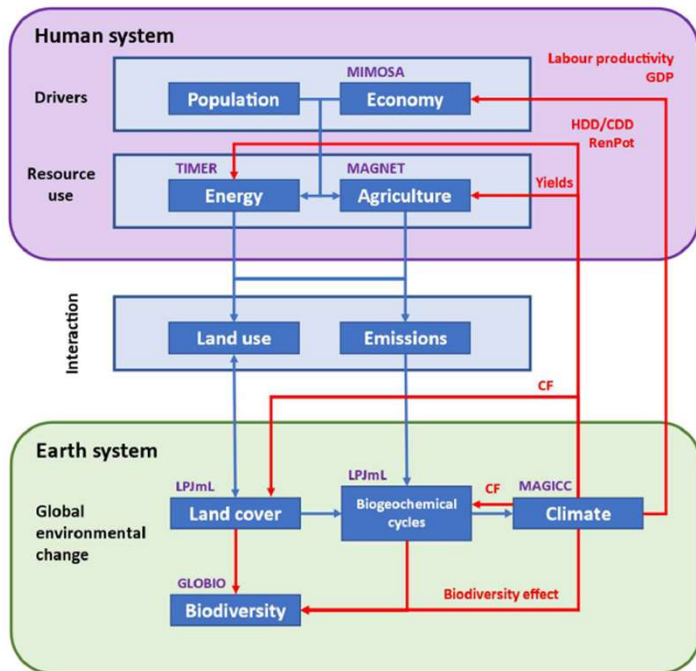 Human system
Labour productivity
GDP
MIMOSA
Drivers
Population
Economy
HDD/CDD
RenPot
Resource
use
TIMER
MAGNET
Yields
Energy
Agriculture
Interaction
Land use
Emissions
CF
Earth system
LPJmL
LPJmL
CF
MAGICC
Global
environmental
change
Land cover
Biogeochemical
cycles
Climate
GLOBIO
Biodiversity effect
Biodiversity